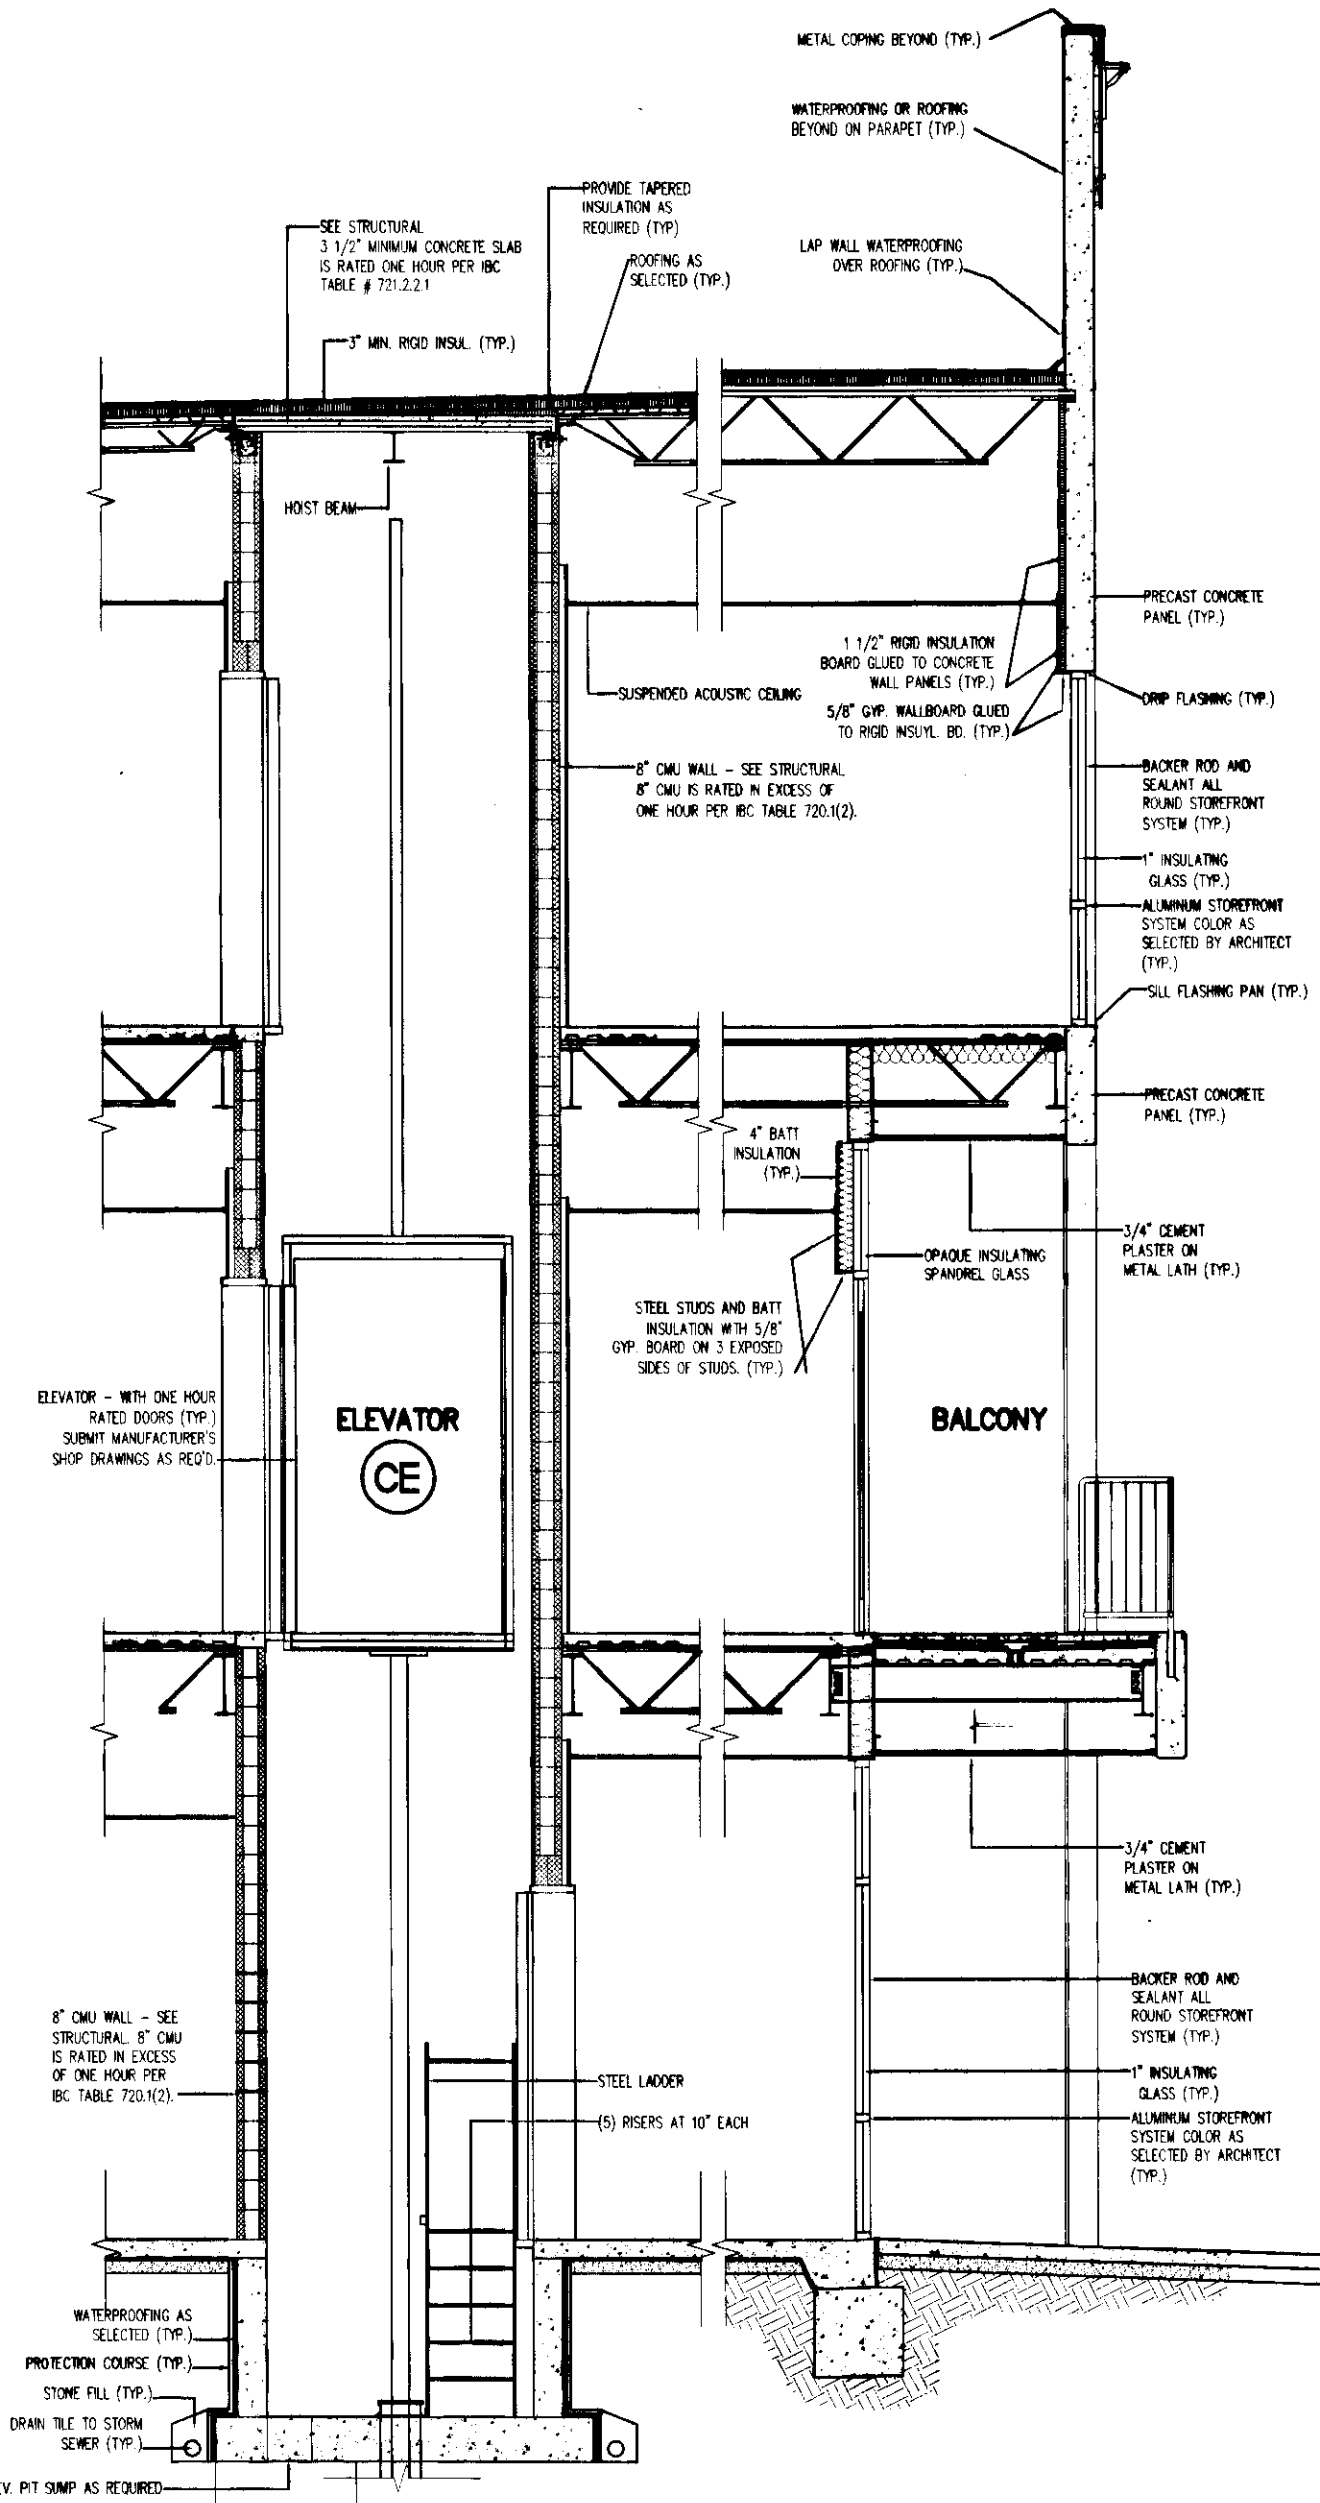 METAL COPING BEYOND (TYP.)
WATERPROOFING OR ROOFING
BEYOND ON PARAPET (TYP.)
PROVIDE TAPERED
INSULATION AS
REQUIRED (TYP)
SEE STRUCTURAL
3 1/2" MINIMUM CONCRETE SLAB
IS RATED ONE HOUR PER IBC
TABLE # 721.2.2.1
ROOFING AS
SELECTED (TYP.)
LAP WALL WATERPROOFING
OVER ROOFING (TYP.)
3" MIN. RIGID INSUL. (TYP.)
HOIST BEAM
PRECAST CONCRETE
PANEL (TYP.)
1 1/2" RIGID INSULATION
BOARD GLUED TO CONCRETE
WALL PANELS (TYP.)
SUSPENDED ACOUSTIC CEILING
DRIP FLASHING (TYP.)
5/8" GYP. WALLBOARD GLUED
TO RIGID INSUYL. BD. (TYP.)
8" CMU WALL - SEE STRUCTURAL
8" CMU IS RATED IN EXCESS OF
ONE HOUR PER IBC TABLE 720.1(2).
BACKER ROD AND
SEALANT ALL
ROUND STOREFRONT
SYSTEM (TYP.)
1" INSULATING
GLASS (TYP.)
ALUMINUM STOREFRONT
SYSTEM COLOR AS
SELECTED BY ARCHITECT
(TYP.)
SILL FLASHING PAN (TYP.)
PRECAST CONCRETE
PANEL (TYP.)
4" BATT
INSULATION
(TYP.)
3/4" CEMENT
PLASTER ON
METAL LATH (TYP.)
OPAQUE INSULATING
SPANDREL GLASS
STEEL STUDS AND BATT
INSULATION WITH 5/8"
GYP. BOARD ON 3 EXPOSED
SIDES OF STUDS. (TYP.)
ELEVATOR - WITH ONE HOUR
RATED DOORS (TYP.)
SUBMIT MANUFACTURER'S
SHOP DRAWINGS AS REQ'D.
ELEVATOR
CE
BALCONY
3/4" CEMENT
PLASTER ON
METAL LATH (TYP.)
BACKER ROD AND
SEALANT ALL
ROUND STOREFRONT
SYSTEM (TYP.)
8" CMU WALL - SEE
STRUCTURAL. 8" CMU
IS RATED IN EXCESS
OF ONE HOUR PER
IBC TABLE 720.1(2).
STEEL LADDER
(5) RISERS AT 10" EACH
1" INSULATING
GLASS (TYP.)
ALUMINUM STOREFRONT
SYSTEM COLOR AS
SELECTED BY ARCHITECT
(TYP.)
WATERPROOFING AS
SELECTED (TYP.)
PROTECTION COURSE (TYP.)
STONE FILL (TYP.)
DRAIN TILE TO STORM
SEWER (TYP.)
V. PIT SUMP AS REQUIRED